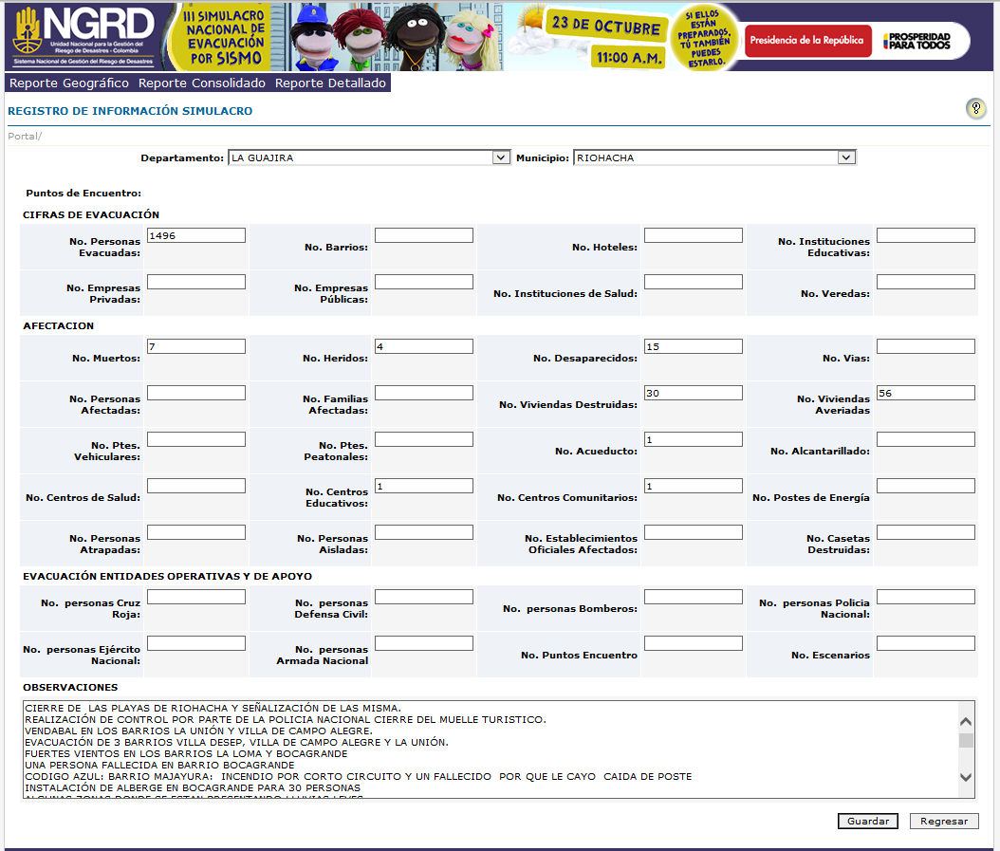 NGRD
Unidad Nacional para la Gestión del
Riesgo de Desastres - Colombia
Sistema Nacional de Gestión del Riesgo de Desastres
III SIMULACRO
NACIONAL DE
EVACUACIÓN
POR SISMO
23 DE OCTUBRE
11:00 A.M.
SI ELLOS
ESTÁN
PREPARADOS,
TÚ TAMBIÉN
PUEDES
ESTARLO.
Presidencia de la República
PROSPERIDAD
PARA TODOS
Reporte Geográfico Reporte Consolidado Reporte Detallado
REGISTRO DE INFORMACIÓN SIMULACRO
?
Portal/
Departamento: LA GUAJIRA Municipio: RIOHACHA
Puntos de Encuentro:
CIFRAS DE EVACUACIÓN
No. Personas Evacuadas: 1496 No. Barrios: No. Hoteles: No. Instituciones Educativas:
No. Empresas Privadas: No. Empresas Públicas: No. Instituciones de Salud: No. Veredas:
AFECTACION
No. Muertos: 7 No. Heridos: 4 No. Desaparecidos: 15 No. Vias:
No. Personas Afectadas: No. Familias Afectadas: No. Viviendas Destruidas: 30 No. Viviendas Averiadas 56
No. Ptes. Vehiculares: No. Ptes. Peatonales: No. Acueducto: 1 No. Alcantarillado:
No. Centros de Salud: No. Centros Educativos: 1 No. Centros Comunitarios: 1 No. Postes de Energía
No. Personas Atrapadas: No. Personas Aisladas: No. Establecimientos Oficiales Afectados: No. Casetas Destruidas:
EVACUACIÓN ENTIDADES OPERATIVAS Y DE APOYO
No. personas Cruz Roja: No. personas Defensa Civil: No. personas Bomberos: No. personas Policia Nacional:
No. personas Ejército Nacional: No. personas Armada Nacional No. Puntos Encuentro No. Escenarios
OBSERVACIONES
CIERRE DE LAS PLAYAS DE RIOHACHA Y SEÑALIZACIÓN DE LAS MISMA.
REALIZACIÓN DE CONTROL POR PARTE DE LA POLICIA NACIONAL CIERRE DEL MUELLE TURISTICO.
VENDABAL EN LOS BARRIOS LA UNIÓN Y VILLA DE CAMPO ALEGRE.
EVACUACIÓN DE 3 BARRIOS VILLA DESEP, VILLA DE CAMPO ALEGRE Y LA UNIÓN.
FUERTES VIENTOS EN LOS BARRIOS LA LOMA Y BOCAGRANDE
UNA PERSONA FALLECIDA EN BARRIO BOCAGRANDE
CODIGO AZUL: BARRIO MAJAYURA: INCENDIO POR CORTO CIRCUITO Y UN FALLECIDO POR QUE LE CAYO CAIDA DE POSTE
INSTALACIÓN DE ALBERGE EN BOCAGRANDE PARA 30 PERSONAS
ALGUNAS ZONAS DONDE SE ESTAN PRESENTANDO LLUVIAS LEVES
Guardar Regresar